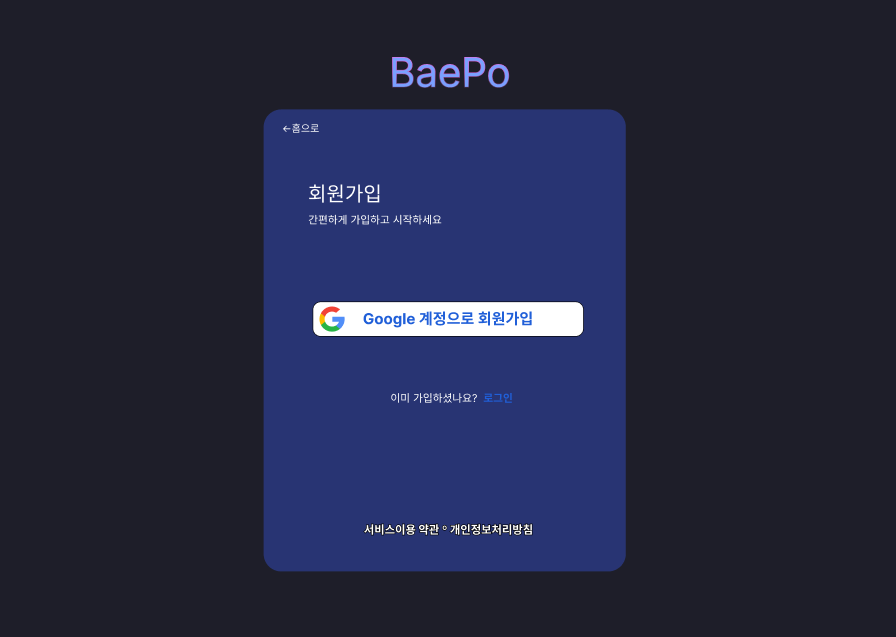 BaePo
←홈으로
회원가입
간편하게 가입하고 시작하세요
Google 계정으로 회원가입
이미 가입하셨나요? 로그인
서비스이용 약관 ° 개인정보처리방침